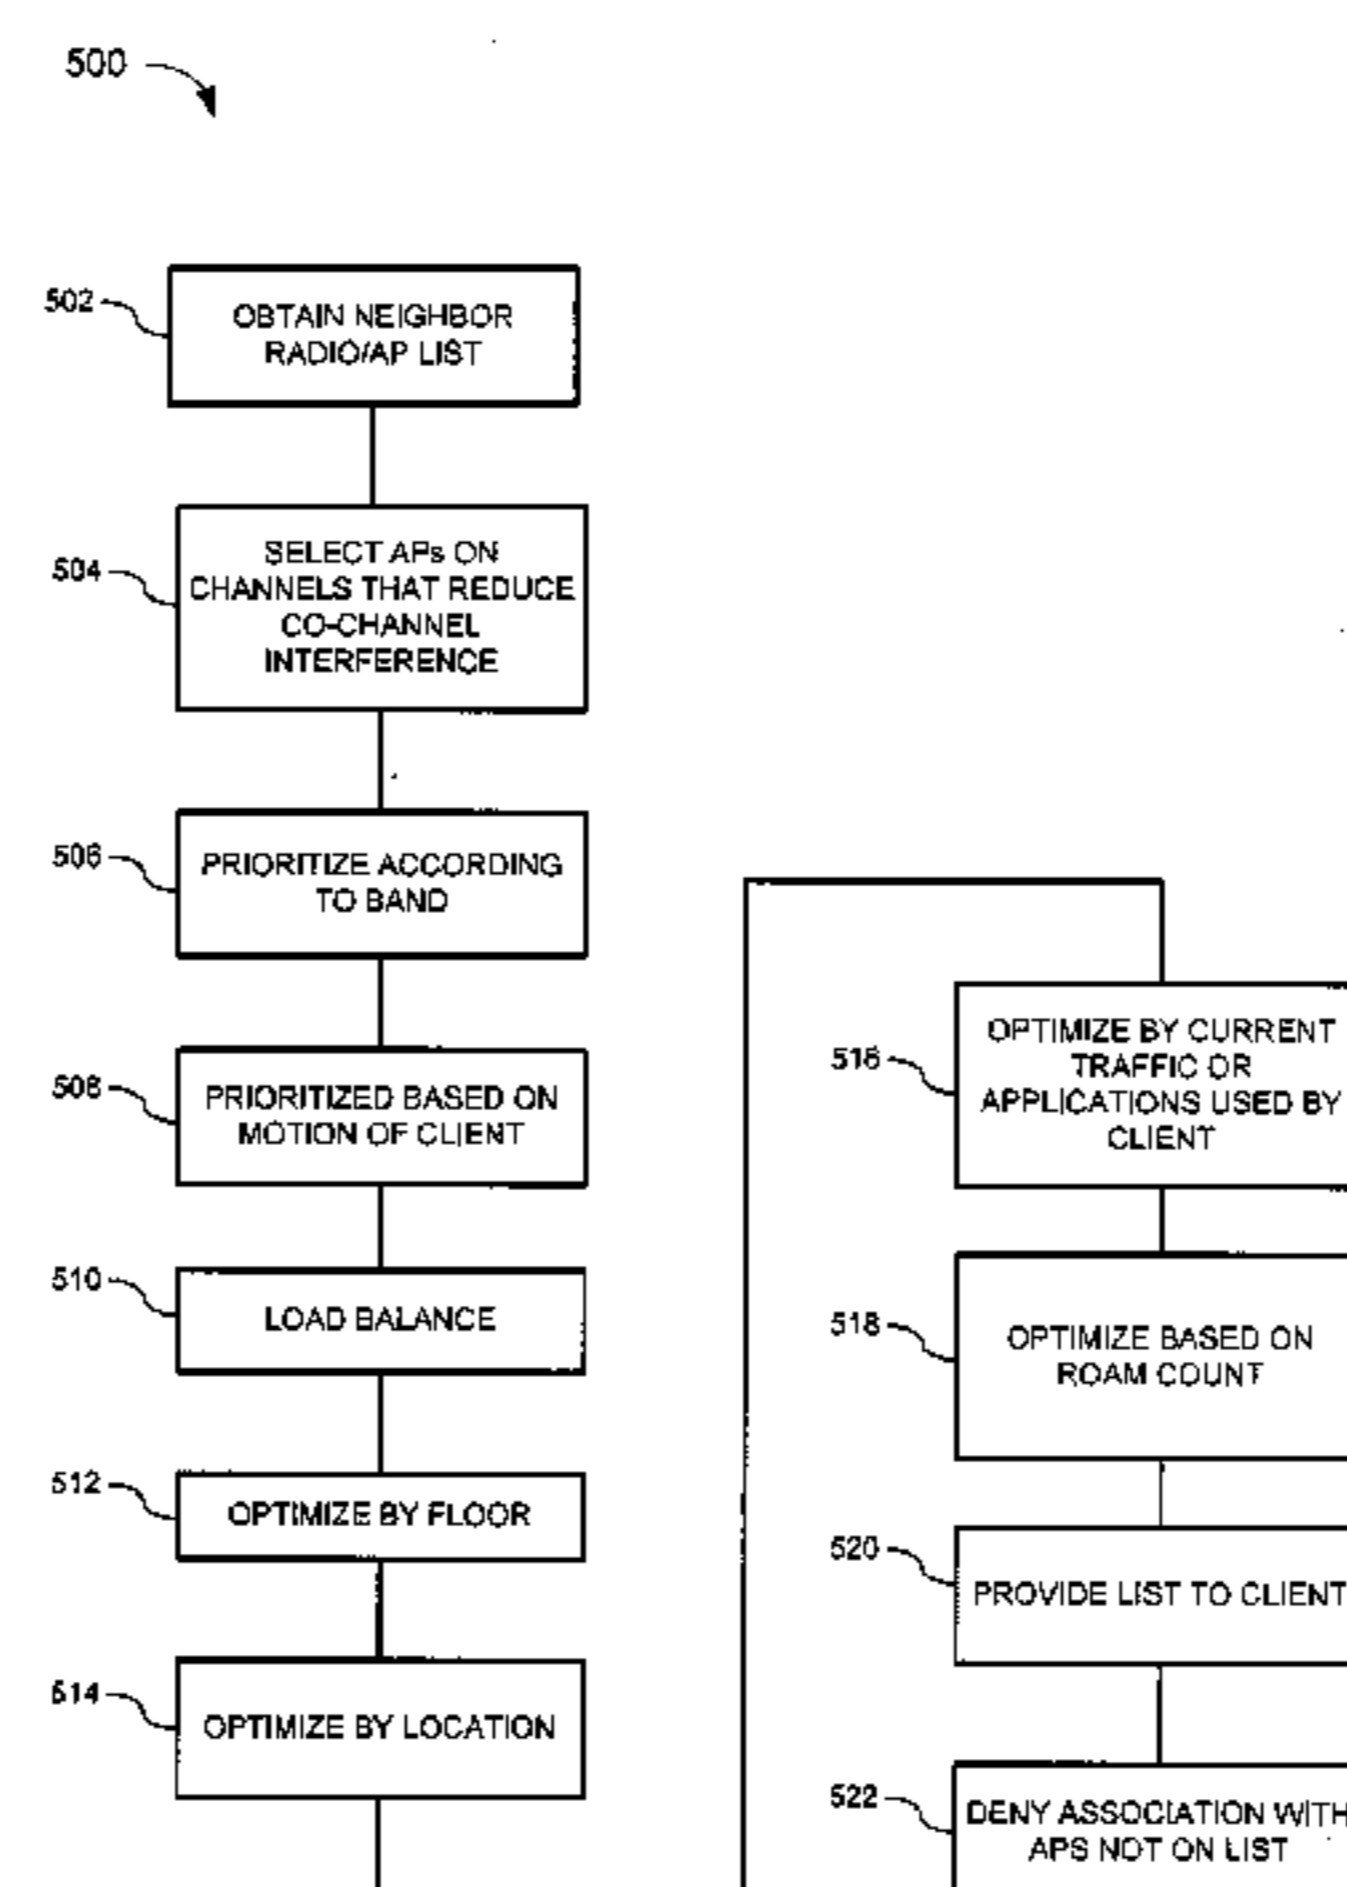 500
502
OBTAIN NEIGHBOR
RADIO/AP LIST
504
SELECT APs ON
CHANNELS THAT REDUCE
CO-CHANNEL
INTERFERENCE
506
PRIORITIZE ACCORDING
TO BAND
508
PRIORITIZED BASED ON
MOTION OF CLIENT
510
LOAD BALANCE
512
OPTIMIZE BY FLOOR
514
OPTIMIZE BY LOCATION
516
OPTIMIZE BY CURRENT
TRAFFIC OR
APPLICATIONS USED BY
CLIENT
518
OPTIMIZE BASED ON
ROAM COUNT
520
PROVIDE LIST TO CLIENT
522
DENY ASSOCIATION WITH
APS NOT ON LIST